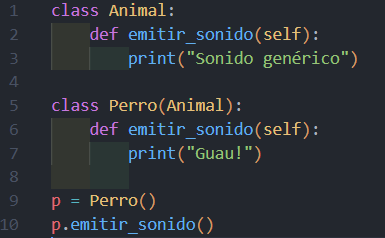 1 class Animal:
2     def emitir_sonido(self):
3         print("Sonido genérico")
4
5 class Perro(Animal):
6     def emitir_sonido(self):
7         print("Guau!")
8
9 p = Perro()
10 p.emitir_sonido()